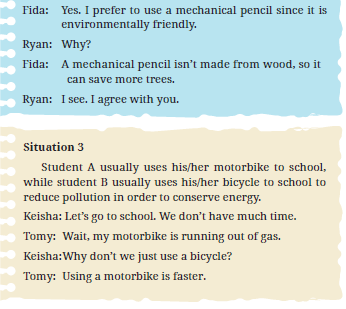 Fida: Yes. I prefer to use a mechanical pencil since it is
environmentally friendly.
Ryan: Why?
Fida: A mechanical pencil isn't made from wood, so it
can save more trees.
Ryan: I see. I agree with you.
Situation 3
Student A usually uses his/her motorbike to school,
while student B usually uses his/her bicycle to school to
reduce pollution in order to conserve energy.
Keisha: Let's go to school. We don't have much time.
Tomy: Wait, my motorbike is running out of gas.
Keisha:Why don't we just use a bicycle?
Tomy: Using a motorbike is faster.